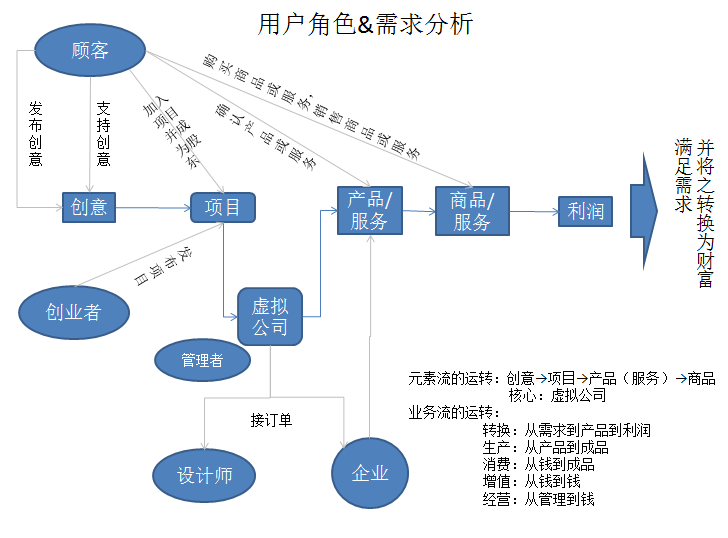 用户角色&需求分析
顾客
发布创意
支持创意
加入
项目
并成
为股
东
确认
产品或服务
购买商品或服务，销售商品或服务
创意
项目
产品/
服务
商品/
服务
利润
并将之转换为财富
满足需求
创业者
发布项目
虚拟
公司
管理者
接订单
设计师
企业
元素流的运转：创意→项目→产品（服务）→商品
核心：虚拟公司
业务流的运转：
转换：从需求到产品到利润
生产：从产品到成品
消费：从钱到成品
增值：从钱到钱
经营：从管理到钱